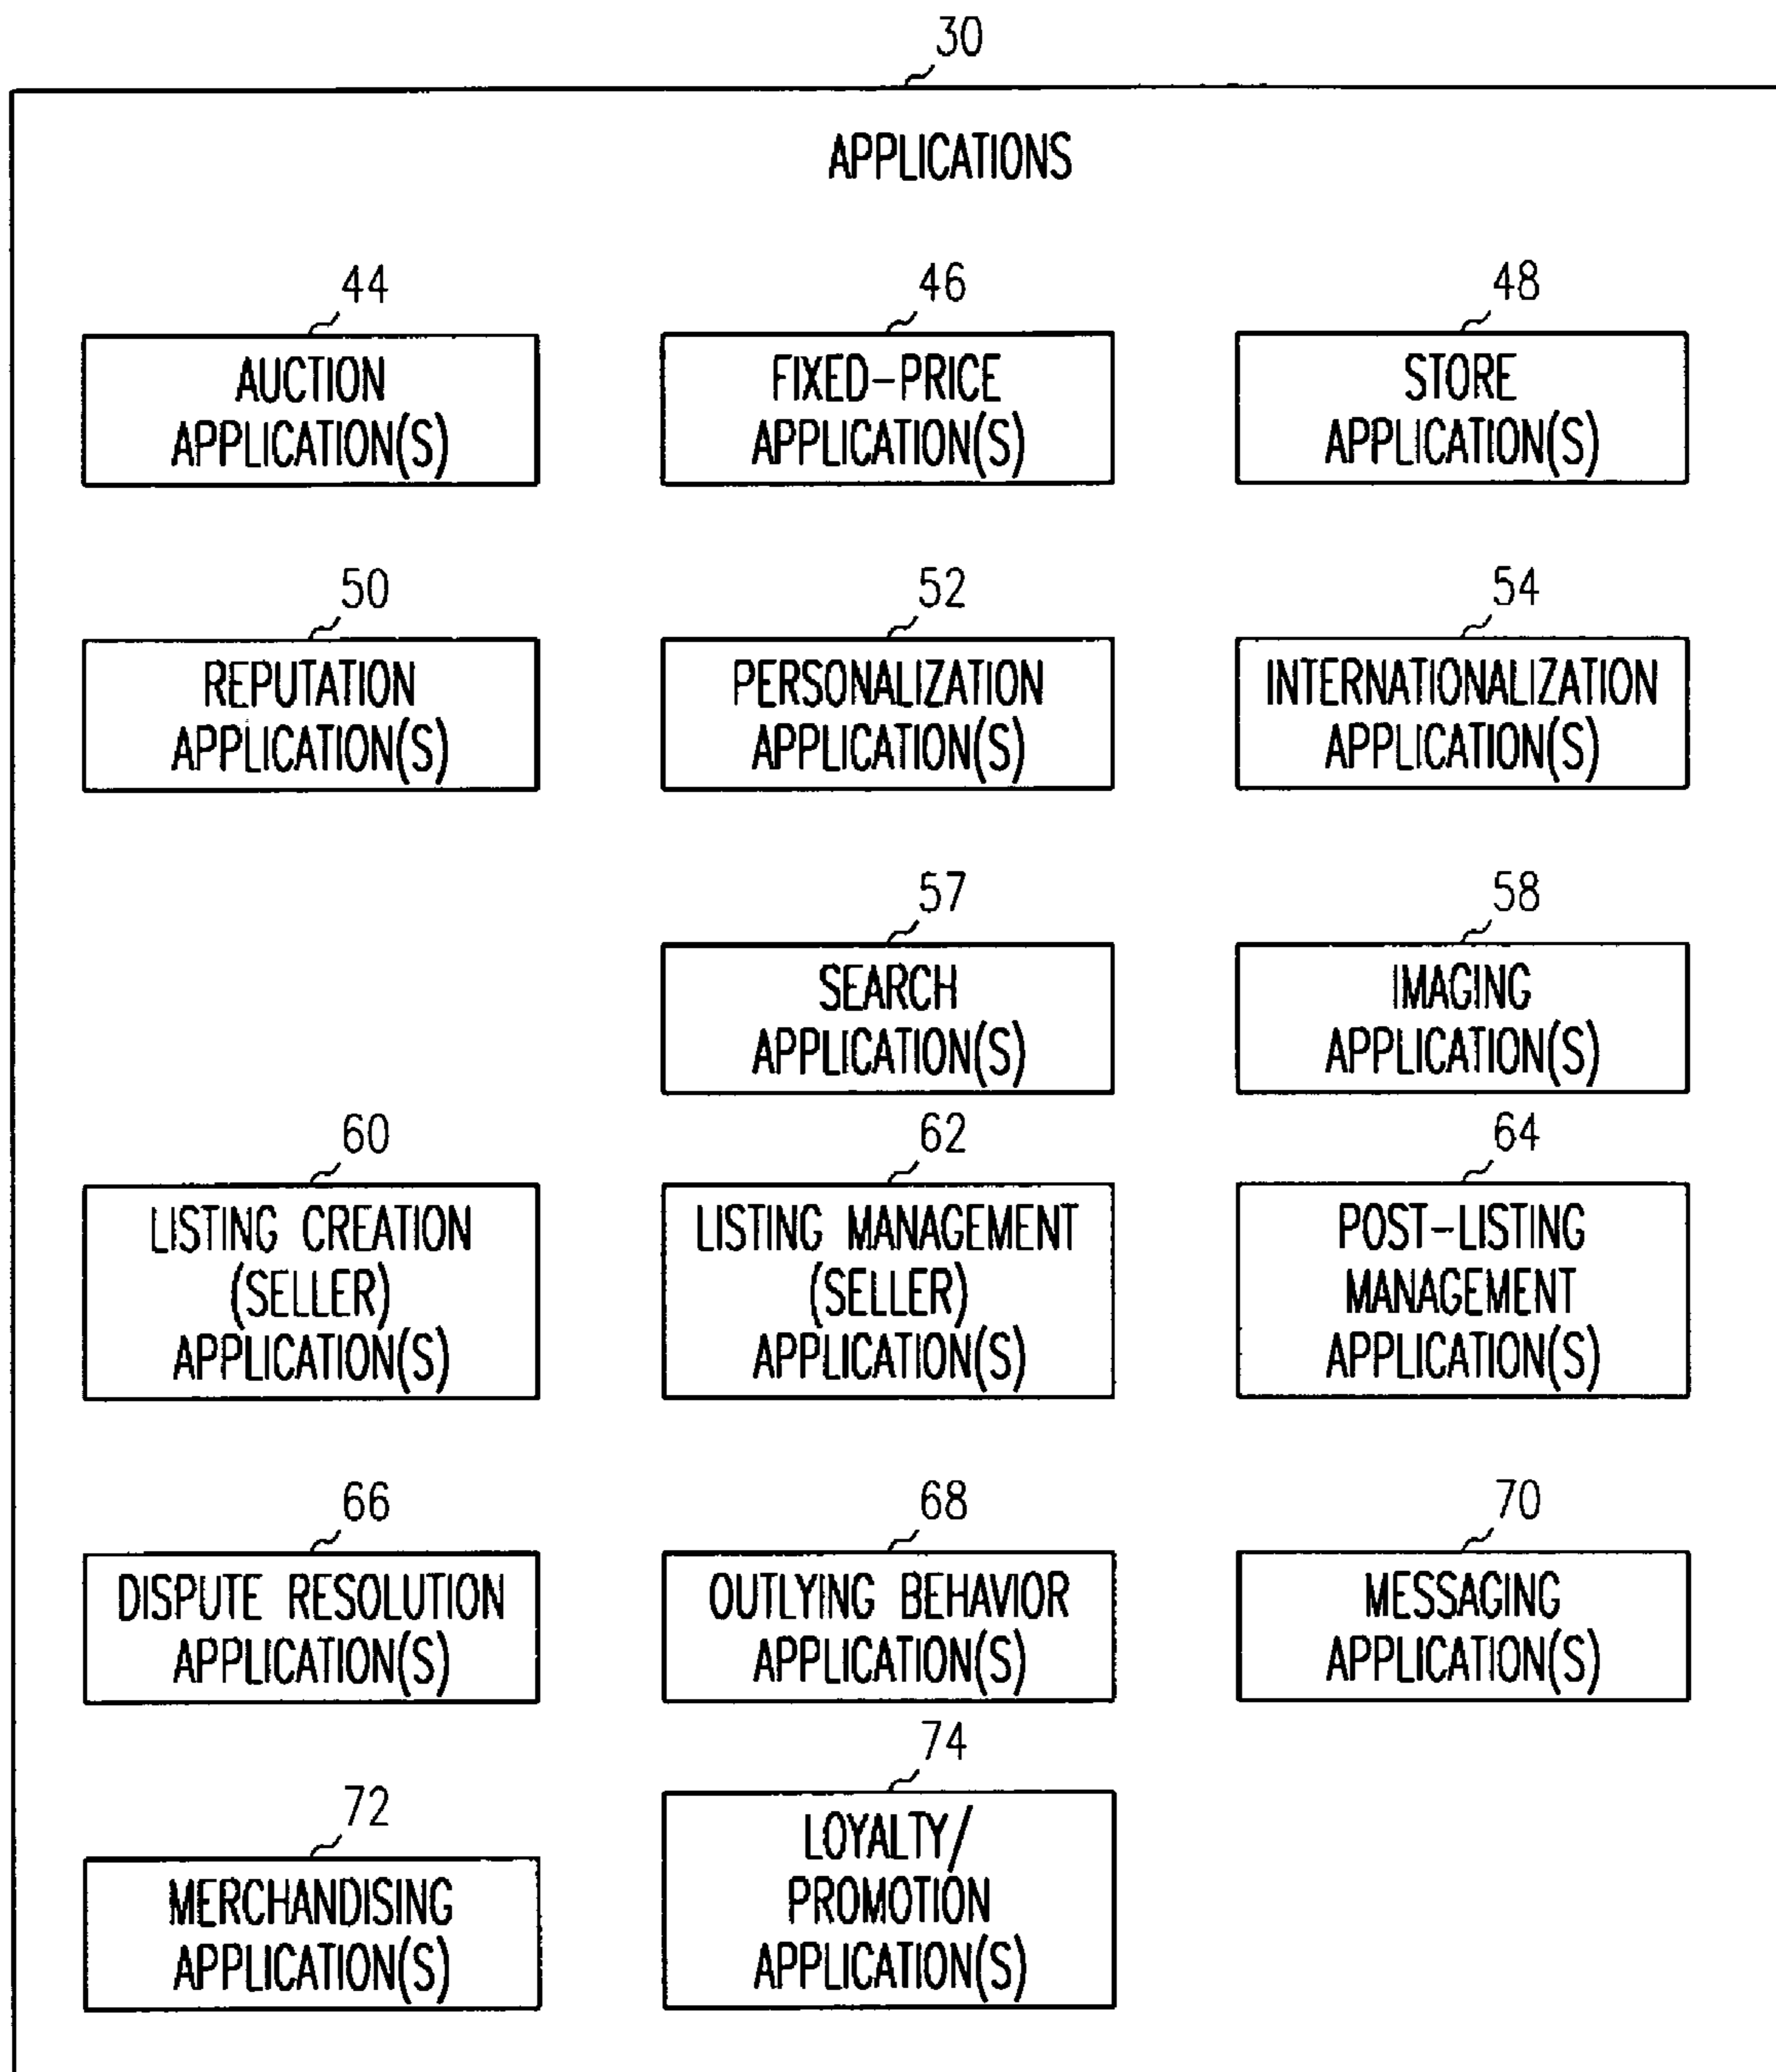 30
APPLICATIONS
44
AUCTION
APPLICATION(S)
46
FIXED-PRICE
APPLICATION(S)
48
STORE
APPLICATION(S)
50
REPUTATION
APPLICATION(S)
52
PERSONALIZATION
APPLICATION(S)
54
INTERNATIONALIZATION
APPLICATION(S)
57
SEARCH
APPLICATION(S)
58
IMAGING
APPLICATION(S)
60
LISTING CREATION
(SELLER)
APPLICATION(S)
62
LISTING MANAGEMENT
(SELLER)
APPLICATION(S)
64
POST-LISTING
MANAGEMENT
APPLICATION(S)
66
DISPUTE RESOLUTION
APPLICATION(S)
68
OUTLYING BEHAVIOR
APPLICATION(S)
70
MESSAGING
APPLICATION(S)
72
MERCHANDISING
APPLICATION(S)
74
LOYALTY/
PROMOTION
APPLICATION(S)